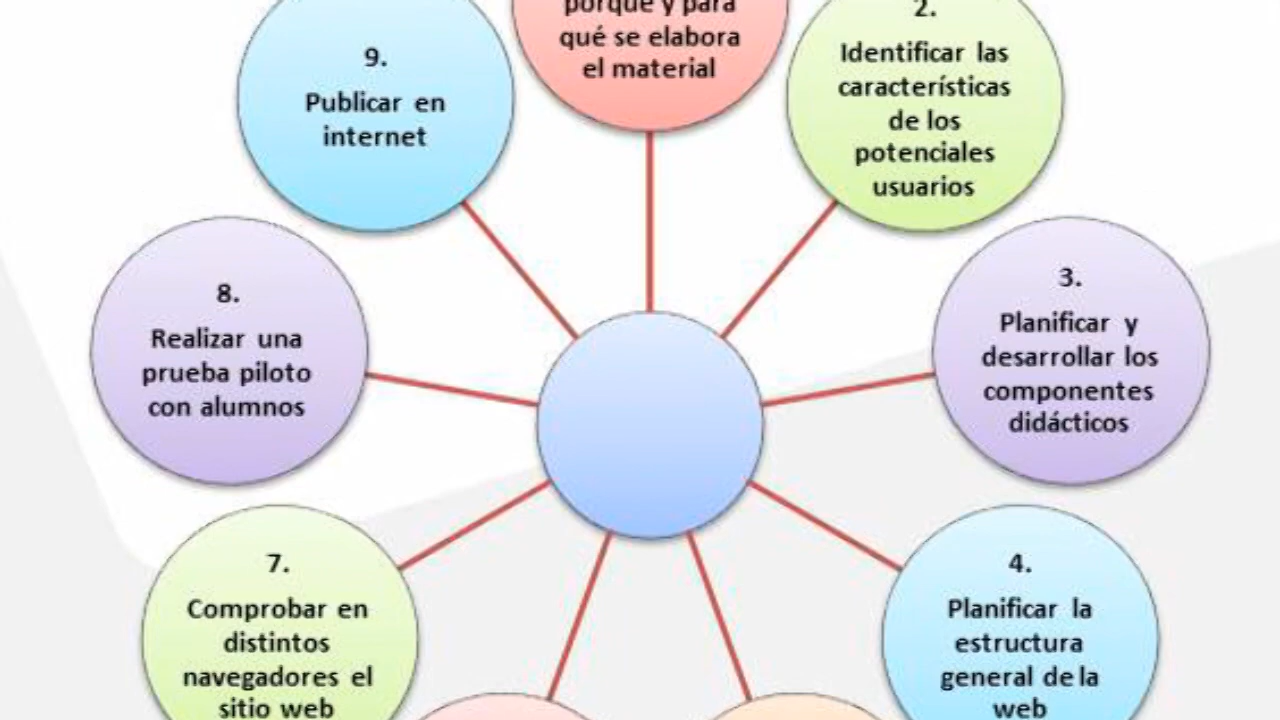 porque y para
qué se elabora
el material
2.
Identificar las
características
de los
potenciales
usuarios
3.
Planificar y
desarrollar los
componentes
didácticos
4.
Planificar la
estructura
general de la
web
7.
Comprobar en
distintos
navegadores el
sitio web
8.
Realizar una
prueba piloto
con alumnos
9.
Publicar en
internet